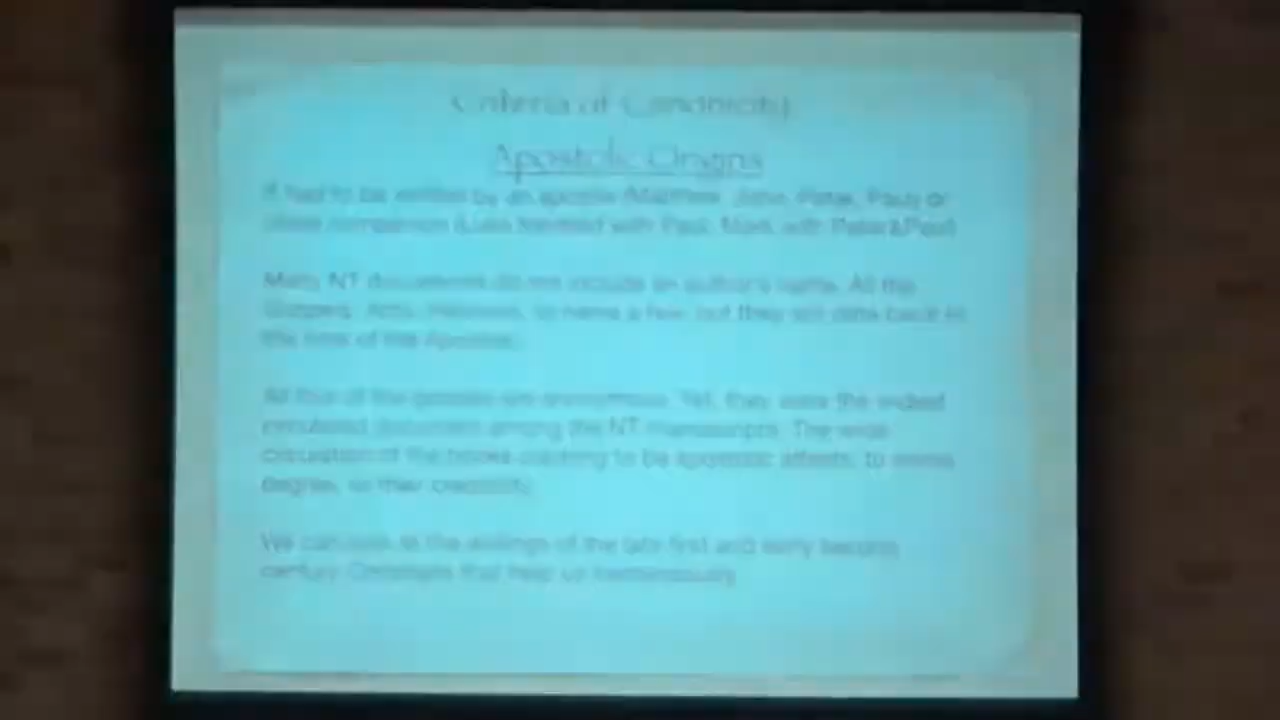 Criteria of Canonicity
Apostolic Origins
It had to be written by an apostle (Matthew, John, Peter, Paul) or
close companion (Luke with Paul, Mark with Peter&Paul)
Many NT documents do not include an author's name. All the
Gospels, Acts, Hebrews, to name a few, but they still date back to
the time of the Apostles.
All four of the gospels are anonymous. Yet, they were the widest
circulated document among the NT manuscripts. The wide
circulation of the books claiming to be apostolic attests, to some
degree, to their credibility.
We can look at the writings of the late first and early second
century Christians that help us